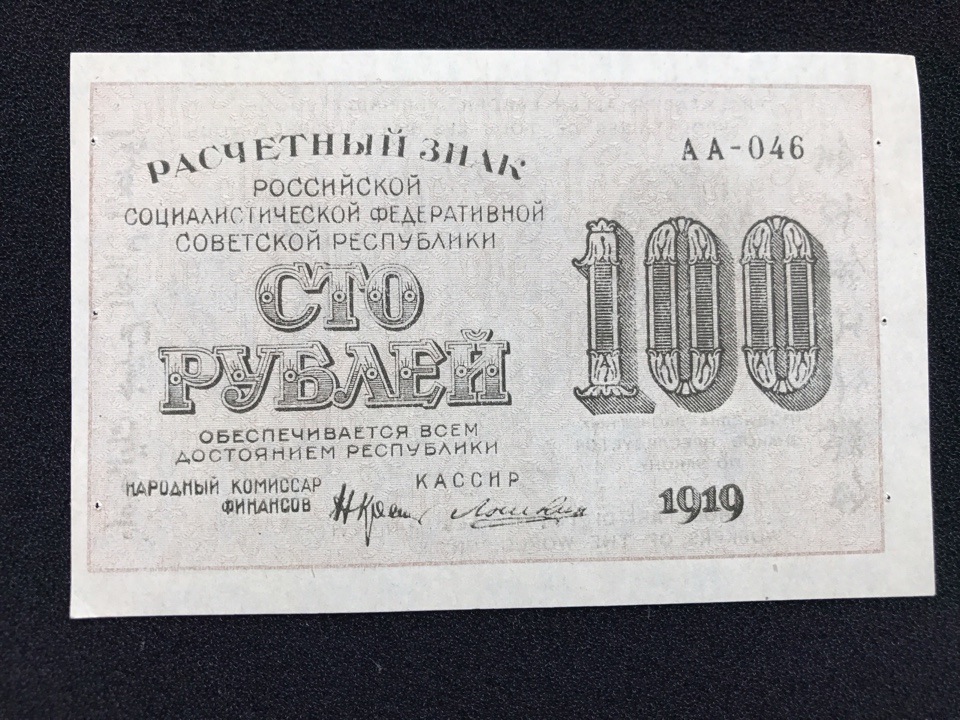 РАСЧЕТНЫЙ ЗНАК
АА-046
РОССИЙСКОЙ
СОЦИАЛИСТИЧЕСКОЙ ФЕДЕРАТИВНОЙ
СОВЕТСКОЙ РЕСПУБЛИКИ
СТО
РУБЛЕЙ
100
ОБЕСПЕЧИВАЕТСЯ ВСЕМ
ДОСТОЯНИЕМ РЕСПУБЛИКИ
НАРОДНЫЙ КОМИССАР
ФИНАНСОВ
КАССИР
1919